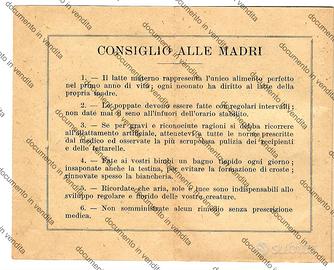 CONSIGLIO ALLE MADRI
1. — Il latte materno rappresenta l'unico alimento perfetto
nel primo anno di vita; ogni neonato ha diritto al latte della
propria madre.
2. — Le poppate devono essere fatte con regolari intervalli;
non date mai il seno all'infuori dell'orario stabilito.
3. — Se per gravi e riconosciute ragioni si debba ricorrere
all'allattamento artificiale, attenetevi a tutte le norme prescritte
dal medico ed osservate la più scrupolosa pulizia dei recipienti
e delle fettarelle.
4. — Fate ai vostri bimbi un bagno tiepido ogni giorno;
insaponate anche la testina, per evitare la formazione di croste;
rinnovate spesso la biancheria.
5. — Ricordate che aria, sole e luce sono indispensabili allo
sviluppo regolare e florido delle vostre creature.
6. — Non somministrate alcun rimedio senza prescrizione
medica.
documento in vendita
subito